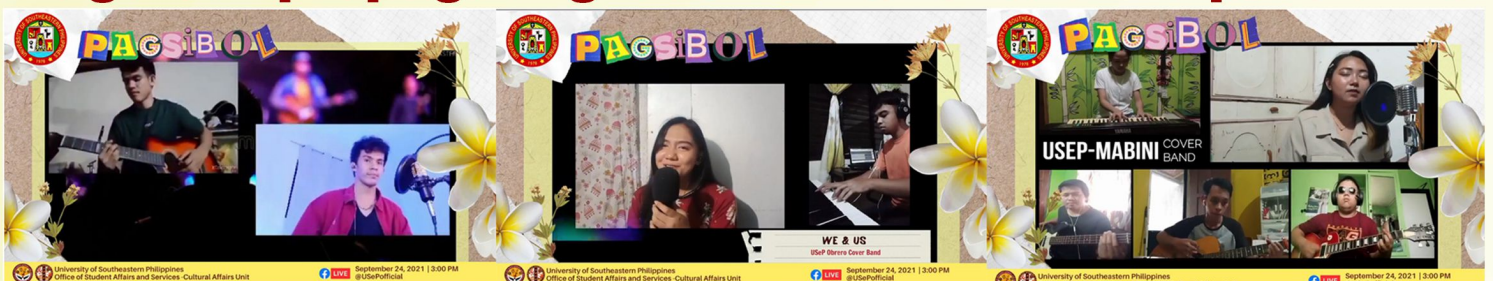 PAGSiBOL
University of Southeastern Philippines
Office of Student Affairs and Services -Cultural Affairs Unit
LIVE
September 24, 2021 | 3:00 PM
@USePofficial
PAGSiBOL
WE & US
USeP Obrero Cover Band
University of Southeastern Philippines
Office of Student Affairs and Services -Cultural Affairs Unit
LIVE
September 24, 2021 | 3:00 PM
@USePofficial
PAGSiBOL
YAMAHA
USEP-MABINI COVER
BAND
University of Southeastern Philippines
LIVE
September 24, 2021 | 3:00 PM